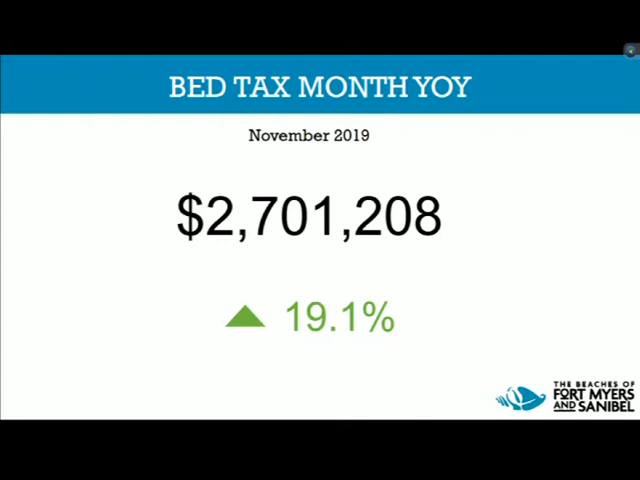 BED TAX MONTH YOY
November 2019
$2,701,208
19.1%
THE BEACHES OF
FORT MYERS
AND SANIBEL